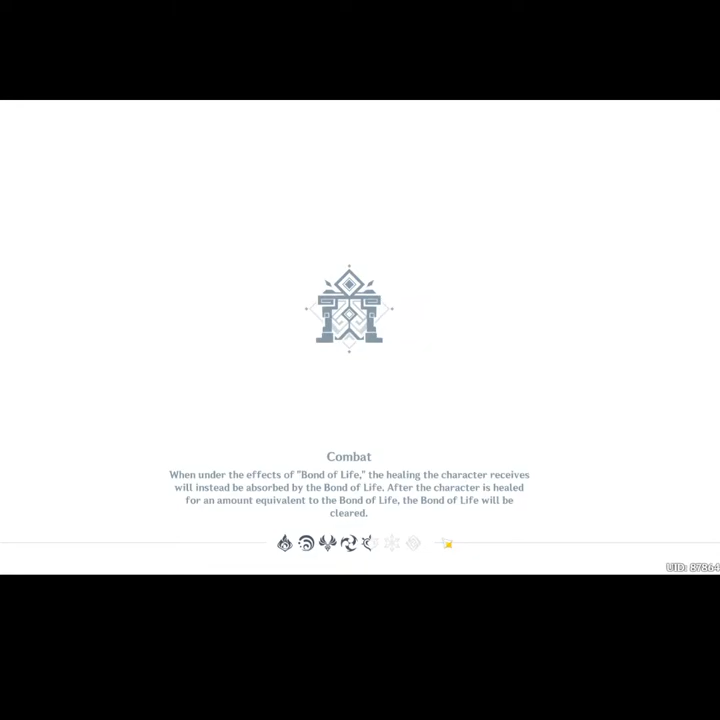 Combat
When under the effects of "Bond of Life," the healing the character receives
will instead be absorbed by the Bond of Life. After the character is healed
for an amount equivalent to the Bond of Life, the Bond of Life will be
cleared.
UID: 87864